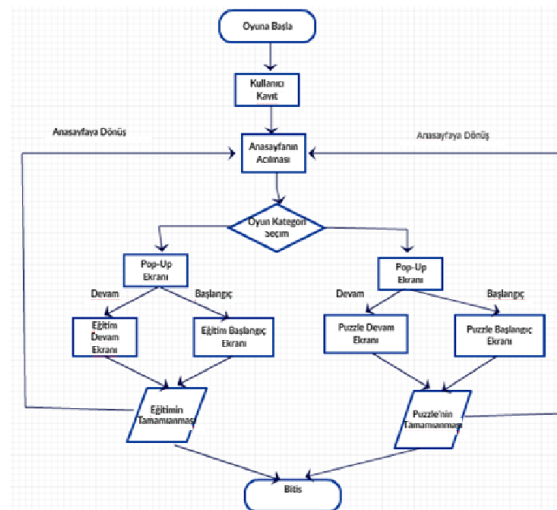 Oyuna Başla
Kullanıcı
Kayıt
Anasayfaya Dönüş
Anasayfaya Dönüş
Anasayfanın
Açılması
Oyun Kategori
Seçim
Pop-Up
Ekranı
Pop-Up
Ekranı
Devam
Başlangıç
Devam
Başlangıç
Eğitim
Devam
Ekranı
Eğitim Başlangıç
Ekranı
Puzzle Devam
Ekranı
Puzzle Başlangıç
Ekranı
Eğitimin
Tamamlanması
Puzzle'nin
Tamamlanması
Bitis